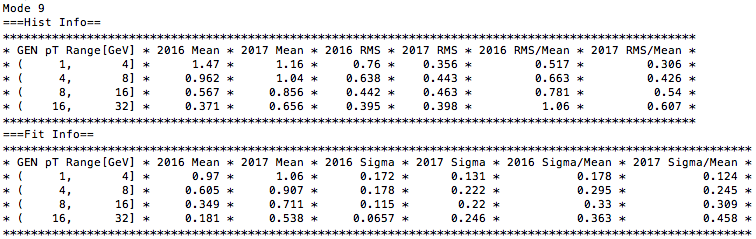 Mode 9
===Hist Info==
****************************************************************************************************
* GEN pT Range[GeV] * 2016 Mean * 2017 Mean * 2016 RMS * 2017 RMS * 2016 RMS/Mean * 2017 RMS/Mean *
* (     1,      4] *      1.47 *      1.16 *     0.76 *    0.356 *         0.517 *         0.306 *
* (     4,      8] *     0.962 *      1.04 *    0.638 *    0.443 *         0.663 *         0.426 *
* (     8,     16] *     0.567 *     0.856 *    0.442 *    0.463 *         0.781 *          0.54 *
* (    16,     32] *     0.371 *     0.656 *    0.395 *    0.398 *          1.06 *         0.607 *
****************************************************************************************************
===Fit Info==
************************************************************************************************************
* GEN pT Range[GeV] * 2016 Mean * 2017 Mean * 2016 Sigma * 2017 Sigma * 2016 Sigma/Mean * 2017 Sigma/Mean *
* (     1,      4] *      0.97 *      1.06 *      0.172 *      0.131 *           0.178 *           0.124 *
* (     4,      8] *     0.605 *     0.907 *      0.178 *      0.222 *           0.295 *           0.245 *
* (     8,     16] *     0.349 *     0.711 *      0.115 *       0.22 *            0.33 *           0.309 *
* (    16,     32] *     0.181 *     0.538 *     0.0657 *      0.246 *           0.363 *           0.458 *
************************************************************************************************************